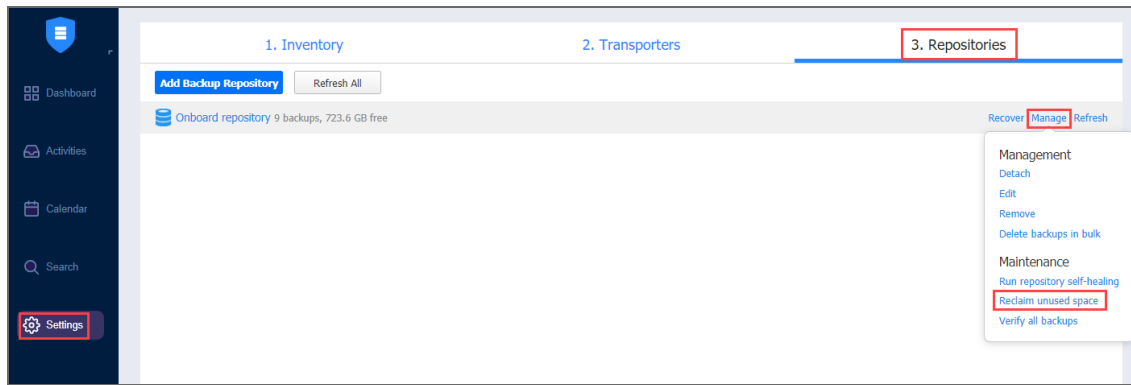 1. Inventory
2. Transporters
3. Repositories
Add Backup Repository
Refresh All
Dashboard
Onboard repository 9 backups, 723.6 GB free
Recover Manage Refresh
Activities
Management
Detach
Edit
Remove
Calendar
Delete backups in bulk
Maintenance
Search
Run repository self-healing
Reclaim unused space
Verify all backups
Settings